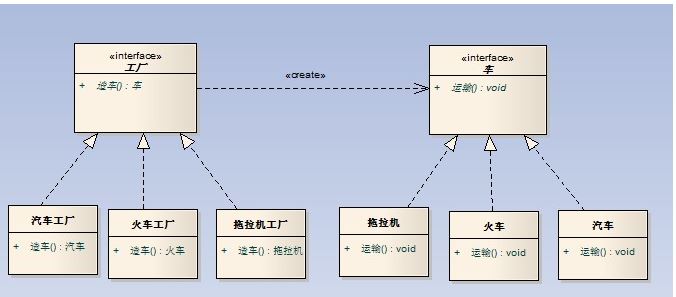 «interface»
工厂
+ 造车() : 车
«create»
«interface»
车
+ 运输() : void
汽车工厂
+ 造车() : 汽车
火车工厂
+ 造车() : 火车
拖拉机工厂
+ 造车() : 拖拉机
拖拉机
+ 运输() : void
火车
+ 运输() : void
汽车
+ 运输() : void